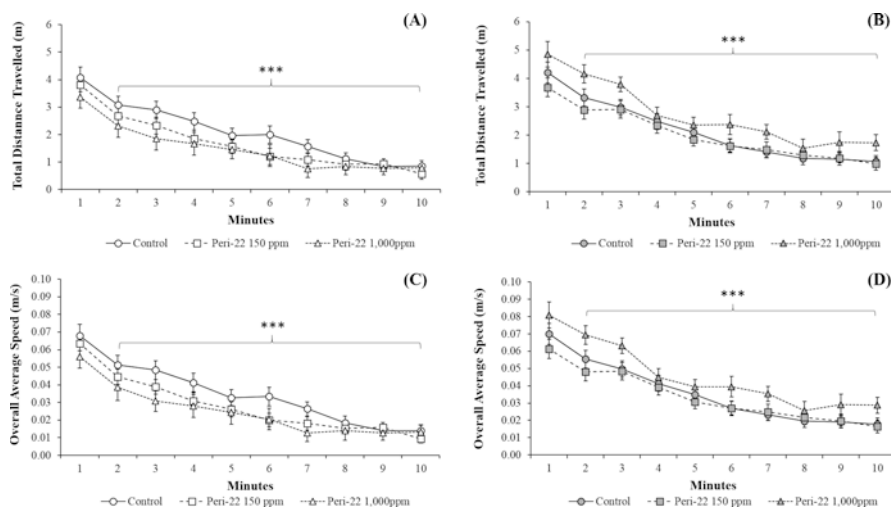 (A)
Total Distannce Travelled (m)
6
5
4
3
2
1
0
***
1 2 3 4 5 6 7 8 9 10
Minutes
Control Peri-22 150 ppm Peri-22 1,000ppm
(B)
Total Distance Travelled (m)
6
5
4
3
2
1
0
***
1 2 3 4 5 6 7 8 9 10
Minutes
Control Peri-22 150 ppm Peri-22 1,000ppm
(C)
Overall Average Speed (m/s)
0.10
0.09
0.08
0.07
0.06
0.05
0.04
0.03
0.02
0.01
0.00
***
1 2 3 4 5 6 7 8 9 10
Minutes
Control Peri-22 150 ppm Peri-22 1,000ppm
(D)
Overall Average Speed (m/s)
0.10
0.09
0.08
0.07
0.06
0.05
0.04
0.03
0.02
0.01
0.00
***
1 2 3 4 5 6 7 8 9 10
Minutes
Control Peri-22 150 ppm Peri-22 1,000ppm